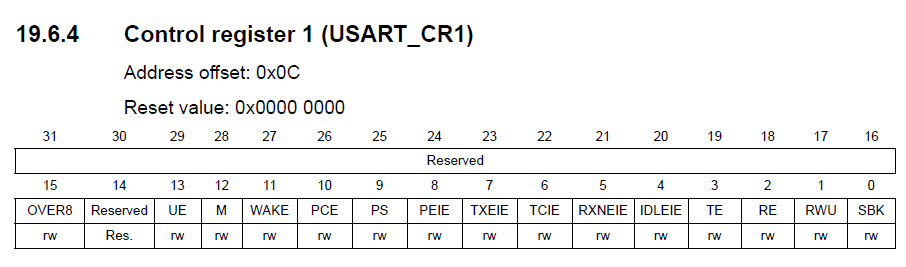 19.6.4 Control register 1 (USART_CR1)
Address offset: 0x0C
Reset value: 0x0000 0000
31 30 29 28 27 26 25 24 23 22 21 20 19 18 17 16
Reserved
15 14 13 12 11 10 9 8 7 6 5 4 3 2 1 0
OVER8 Reserved UE M WAKE PCE PS PEIE TXEIE TCIE RXNEIE IDLEIE TE RE RWU SBK
rw Res. rw rw rw rw rw rw rw rw rw rw rw rw rw rw